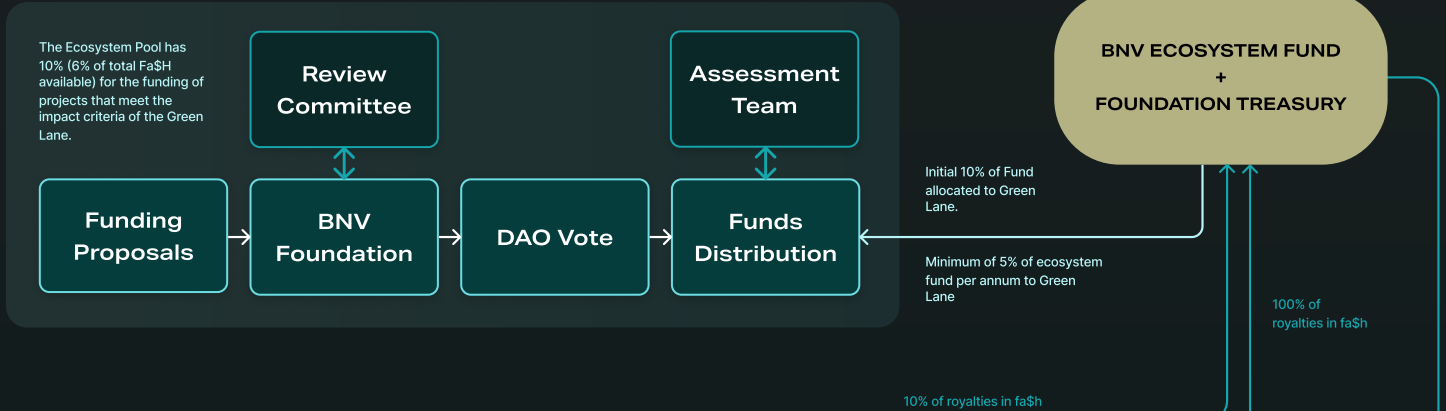 The Ecosystem Pool has
10% (6% of total Fa$H
available) for the funding of
projects that meet the
impact criteria of the Green
Lane.
Review
Committee
Assessment
Team
Funding
Proposals
BNV
Foundation
DAO Vote
Funds
Distribution
BNV ECOSYSTEM FUND
+
FOUNDATION TREASURY
Initial 10% of Fund
allocated to Green
Lane.
Minimum of 5% of ecosystem
fund per annum to Green
Lane
100% of
royalties in fa$h
10% of royalties in fa$h